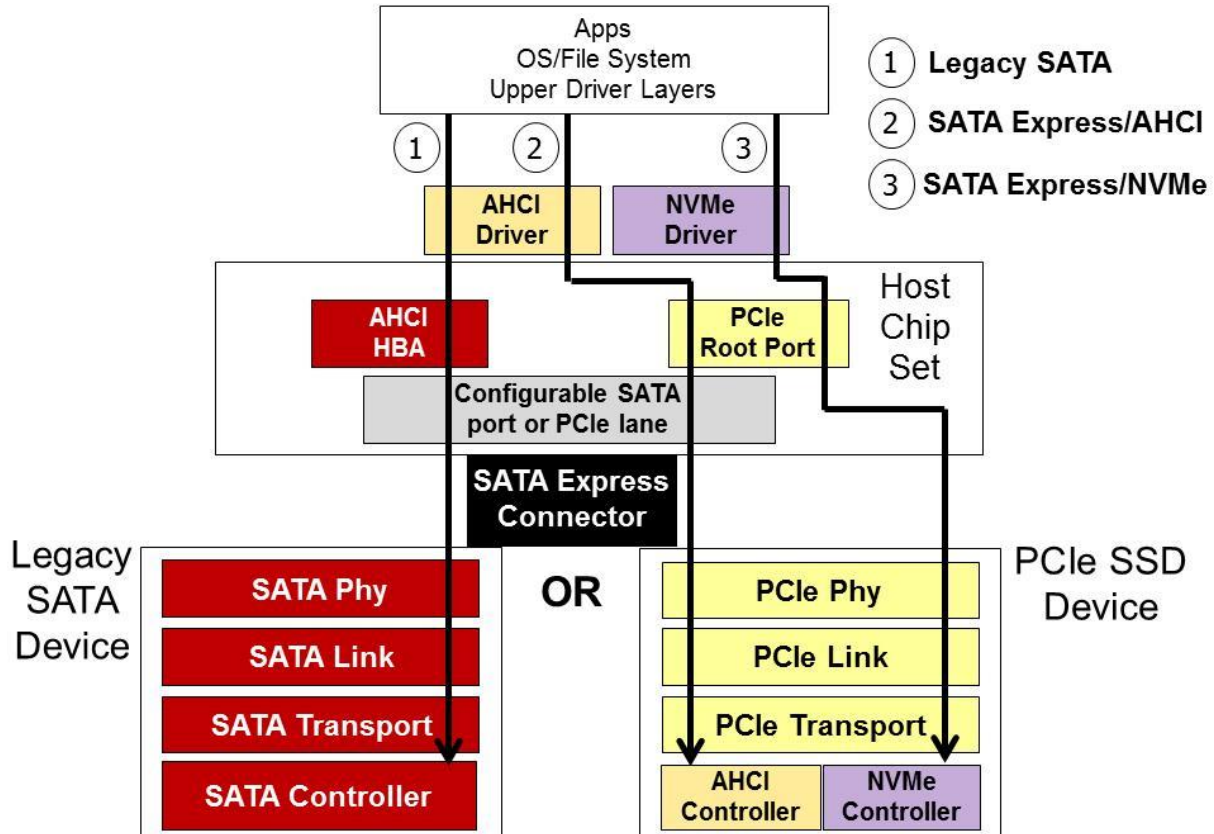 Apps
OS/File System
Upper Driver Layers
1 Legacy SATA
2 SATA Express/AHCI
3 SATA Express/NVMe
1
2
3
AHCI
Driver
NVMe
Driver
Host
Chip
Set
AHCI
HBA
PCIe
Root Port
Configurable SATA
port or PCIe lane
SATA Express
Connector
Legacy
SATA
Device
SATA Phy
SATA Link
SATA Transport
SATA Controller
OR
PCIe SSD
Device
PCIe Phy
PCIe Link
PCIe Transport
AHCI
Controller
NVMe
Controller